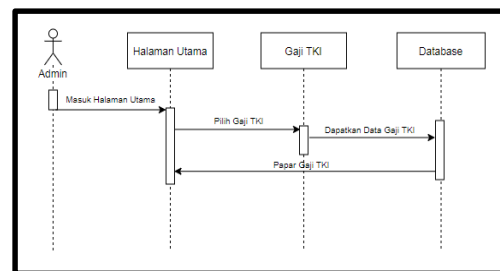 Admin
Halaman Utama
Gaji TKI
Database
Masuk Halaman Utama
Pilih Gaji TKI
Dapatkan Data Gaji TKI
Papar Gaji TKI